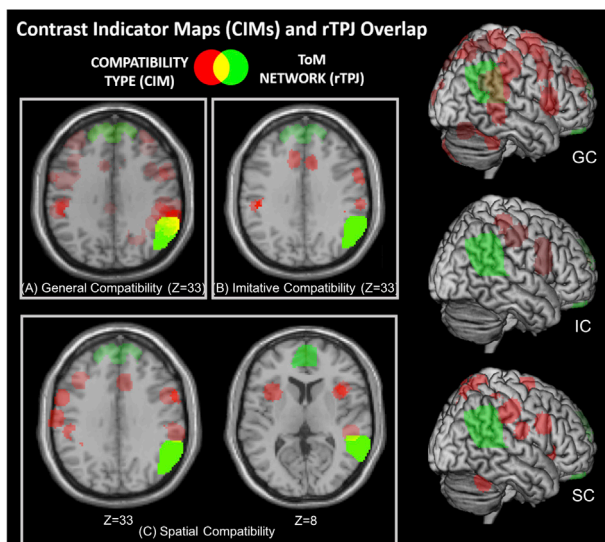 Contrast Indicator Maps (CIMs) and rTPJ Overlap
COMPATIBILITY
TYPE (CIM)
ToM
NETWORK (rTPJ)
GC
(A) General Compatibility (Z=33)
(B) Imitative Compatibility (Z=33)
IC
Z=33
Z=8
(C) Spatial Compatibility
SC